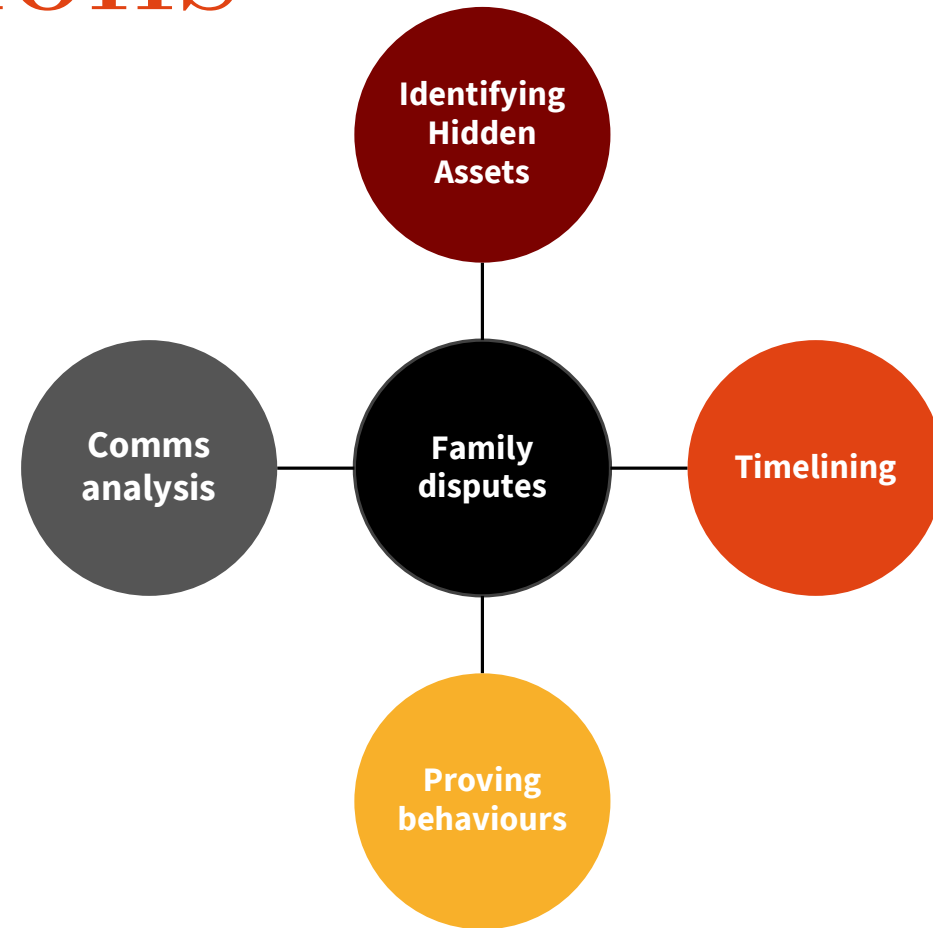 Identifying
Hidden
Assets
Comms
analysis
Family
disputes
Timelining
Proving
behaviours